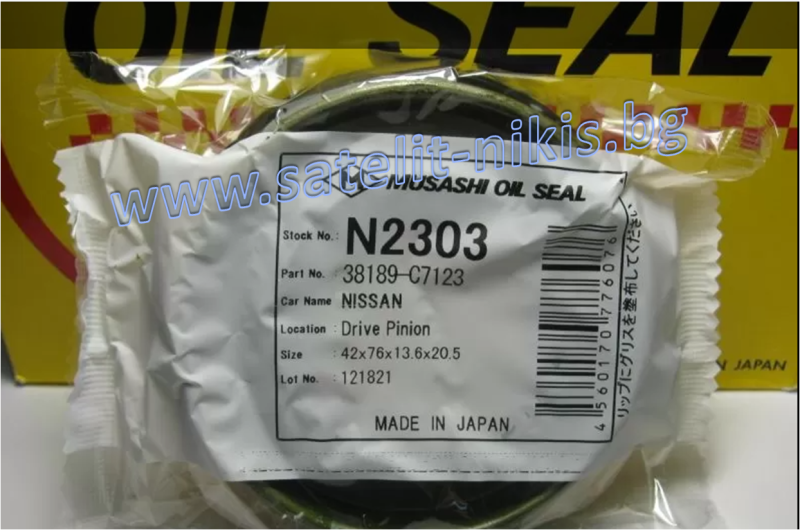 OIL SEAL
www.satelit-nikis.bg
MUSASHI OIL SEAL
Stock No.: N2303
Part No. : 38189-C7123
Car Name : NISSAN
Location : Drive Pinion
Size : 42x76x13.6x20.5
Lot No. : 121821
MADE IN JAPAN
4560170776076
リップにグリスを塗布してください
IN JAPAN